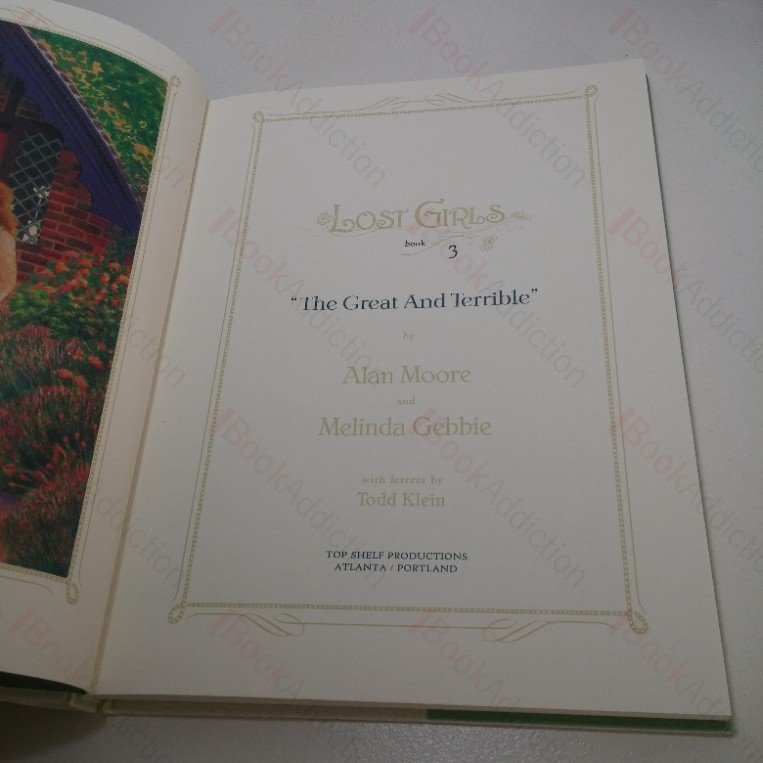 LOST GIRLS
book 3
"The Great And Terrible"
by
Alan Moore
and
Melinda Gebbie
with letters by
Todd Klein
TOP SHELF PRODUCTIONS
ATLANTA / PORTLAND
BookAddiction